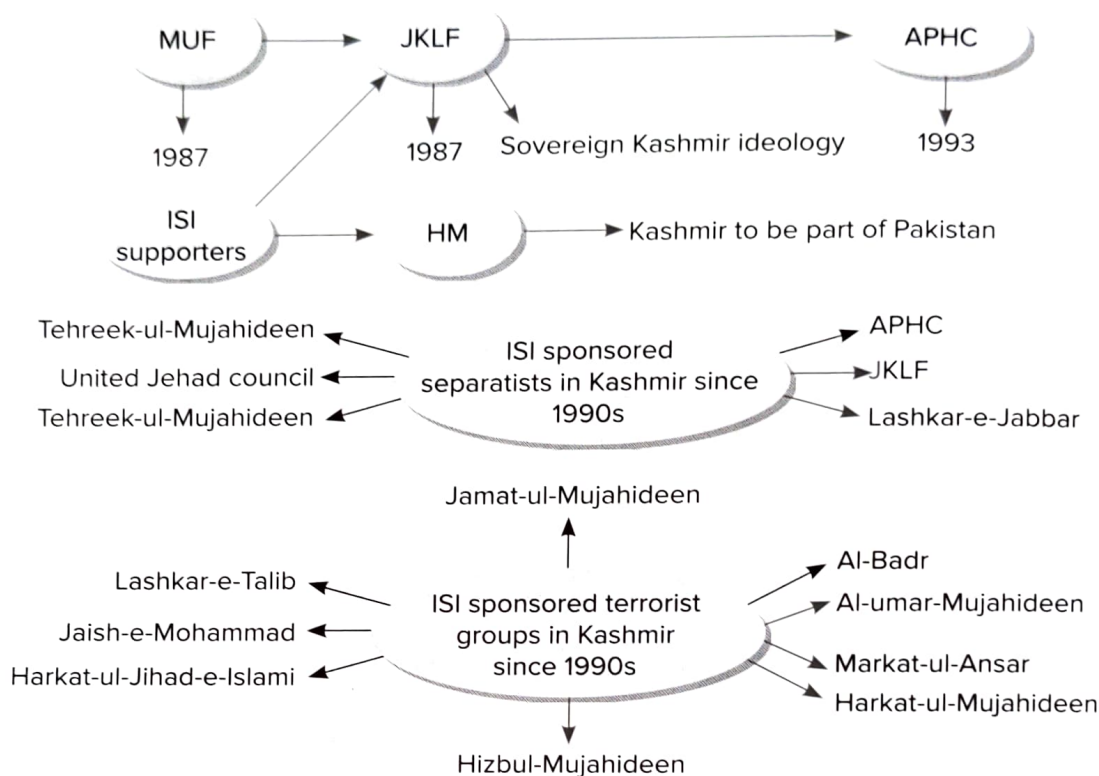 MUF
JKLF
APHC
1987
1987
Sovereign Kashmir ideology
1993
ISI
supporters
HM
Kashmir to be part of Pakistan
Tehreek-ul-Mujahideen
United Jehad council
Tehreek-ul-Mujahideen
ISI sponsored
separatists in Kashmir since
1990s
APHC
JKLF
Lashkar-e-Jabbar
Jamat-ul-Mujahideen
Lashkar-e-Talib
Jaish-e-Mohammad
Harkat-ul-Jihad-e-Islami
ISI sponsored terrorist
groups in Kashmir
since 1990s
Al-Badr
Al-umar-Mujahideen
Markat-ul-Ansar
Harkat-ul-Mujahideen
Hizbul-Mujahideen